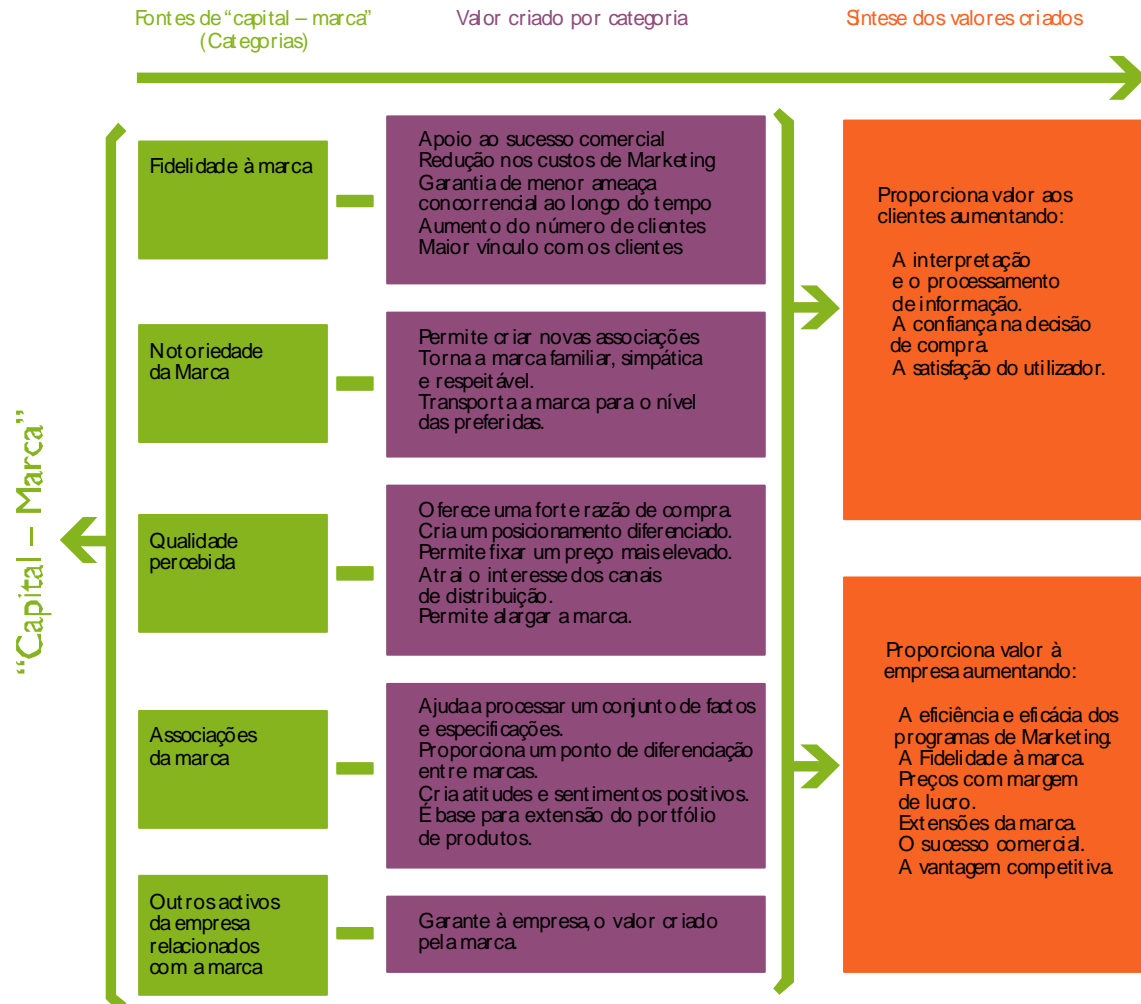 Fontes de “capital – marca”
(Categorias)
Valor criado por categoria
Síntese dos valores criados
“Capital – Marca”
Fidelidade à marca
Apoio ao sucesso comercial
Redução nos custos de Marketing
Garantia de menor ameaça
concorrencial ao longo do tempo
Aumento do número de clientes
Maior vínculo com os clientes
Notoriedade
da Marca
Permite criar novas associações
Torna a marca familiar, simpática
e respeitável.
Transporta a marca para o nível
das preferidas.
Qualidade
percebida
Oferece uma forte razão de compra.
Cria um posicionamento diferenciado.
Permite fixar um preço mais elevado.
Atrai o interesse dos canais
de distribuição.
Permite alargar a marca.
Associações
da marca
Ajuda a processar um conjunto de factos
e especificações.
Proporciona um ponto de diferenciação
entre marcas.
Cria atitudes e sentimentos positivos.
É base para extensão do portfólio
de produtos.
Outros activos
da empresa
relacionados
com a marca
Garante à empresa, o valor criado
pela marca.
Proporciona valor aos
clientes aumentando:
A interpretação
e o processamento
de informação.
A confiança na decisão
de compra.
A satisfação do utilizador.
Proporciona valor à
empresa aumentando:
A eficiência e eficácia dos
programas de Marketing.
A Fidelidade à marca.
Preços com margem
de lucro.
Extensões da marca.
O sucesso comercial.
A vantagem competitiva.